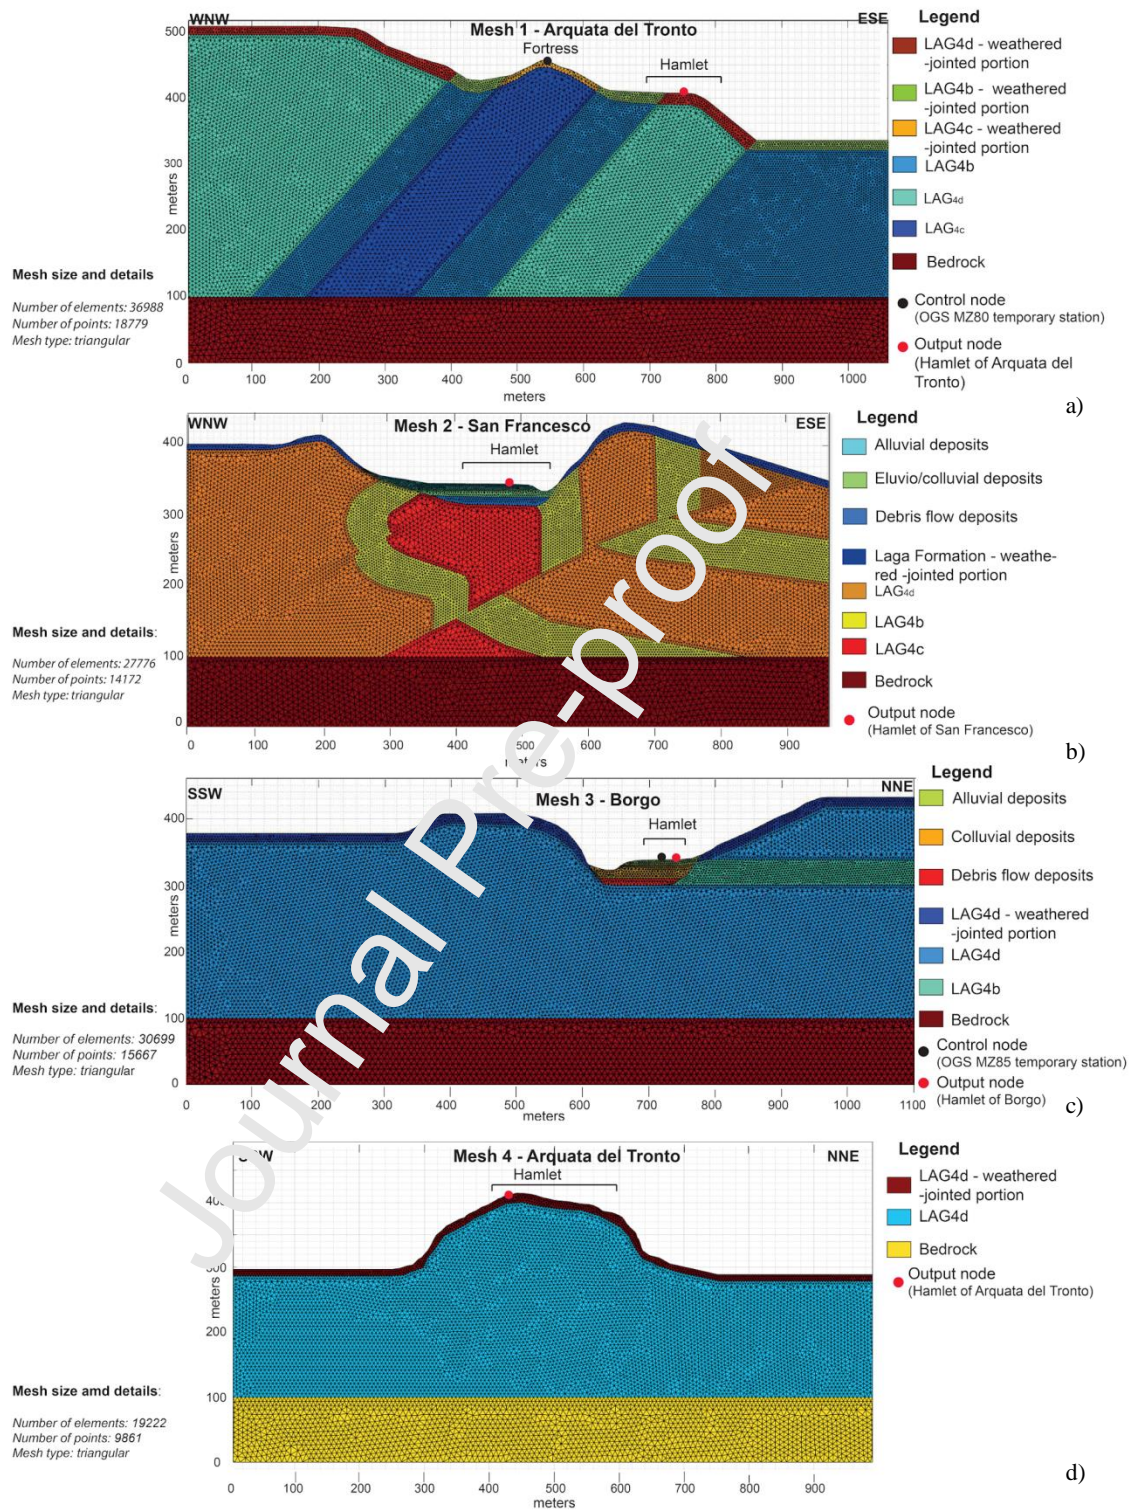 WNW
Mesh 1 - Arquata del Tronto
ESE
Fortress
Hamlet
500
400
300
200
100
0
meters
0 100 200 300 400 500 600 700 800 900 1000
meters
Mesh size and details
Number of elements: 36988
Number of points: 18779
Mesh type: triangular
Legend
LAG4d - weathered
-jointed portion
LAG4b - weathered
-jointed portion
LAG4c - weathered
-jointed portion
LAG4b
LAG4d
LAG4c
Bedrock
Control node
(OGS MZ80 temporary station)
Output node
(Hamlet of Arquata del
Tronto)
a)
WNW
Mesh 2 - San Francesco
ESE
Hamlet
400
300
200
100
0
meters
0 100 200 300 400 500 600 700 800 900
meters
Mesh size and details:
Number of elements: 27776
Number of points: 14172
Mesh type: triangular
Legend
Alluvial deposits
Eluvio/colluvial deposits
Debris flow deposits
Laga Formation - weathe-
red -jointed portion
LAG4d
LAG4b
LAG4c
Bedrock
Output node
(Hamlet of San Francesco)
b)
SSW
Mesh 3 - Borgo
NNE
Hamlet
400
300
200
100
0
meters
0 100 200 300 400 500 600 700 800 900 1000 1100
meters
Mesh size and details:
Number of elements: 30699
Number of points: 15667
Mesh type: triangular
Legend
Alluvial deposits
Colluvial deposits
Debris flow deposits
LAG4d - weathered
-jointed portion
LAG4d
LAG4b
Bedrock
Control node
(OGS MZ85 temporary station)
Output node
(Hamlet of Borgo)
c)
SSW
Mesh 4 - Arquata del Tronto
NNE
Hamlet
400
300
200
100
0
meters
0 100 200 300 400 500 600 700 800 900
meters
Mesh size amd details:
Number of elements: 19222
Number of points: 9861
Mesh type: triangular
Legend
LAG4d - weathered
-jointed portion
LAG4d
Bedrock
Output node
(Hamlet of Arquata del Tronto)
d)
Journal Pre-proof